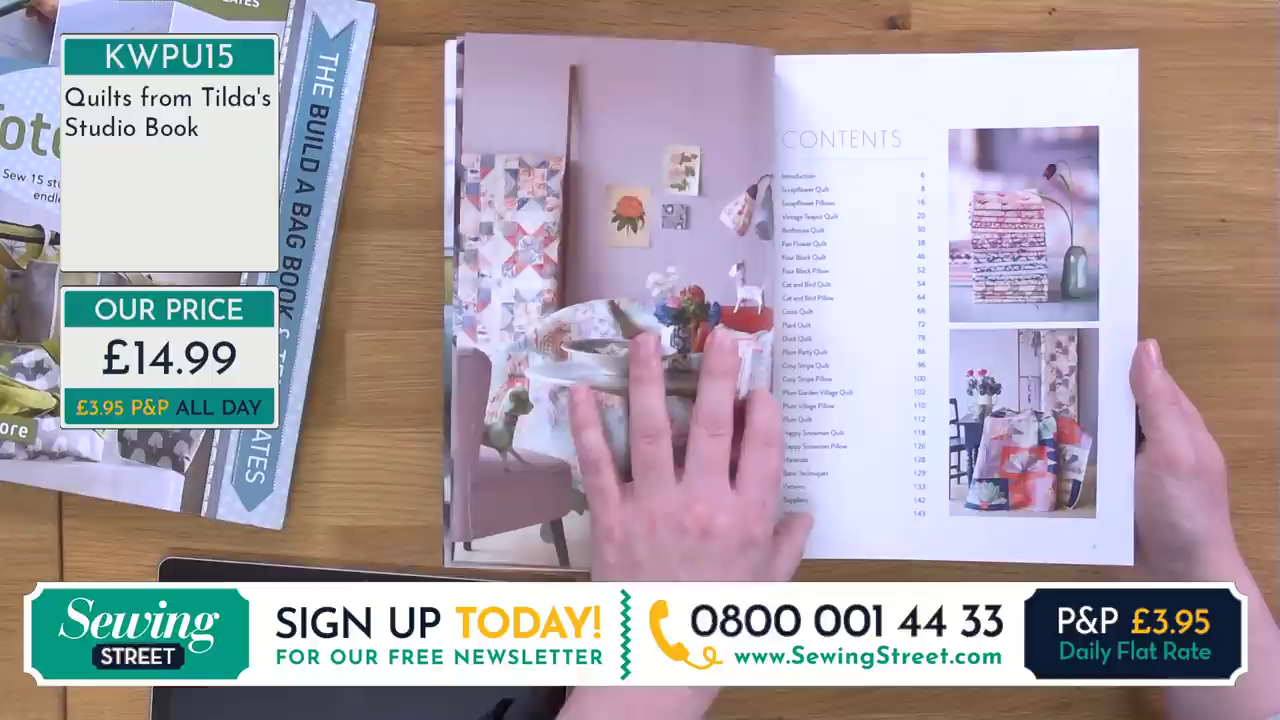 KWPU15
Quilts from Tilda's
Studio Book
OUR PRICE
£14.99
£3.95 P&P ALL DAY
Sew 15
THE BUILD A BAG BOOK &
CONTENTS
Introduction 6
Scrapflower Quilt 8
Scrapflower Pillows 16
Vintage Teapot Quilt 20
Birdhouse Quilt 30
Fan Flower Quilt 38
Four Block Quilt 46
Four Block Pillow 52
Cat and Bird Quilt 54
Cat and Bird Pillow 64
Cross Quilt 66
Plaid Quilt 72
Duck Quilt 78
Plum Party Quilt 86
Cosy Stripe Quilt 96
Cosy Stripe Pillow 100
Plum Garden Village Quilt 102
Plum Village Pillow 110
Plum Quilt 112
Happy Snowman Quilt 118
Happy Snowman Pillow 126
Materials 128
Basic Techniques 129
Patterns 133
Suppliers 142
143
Sewing
STREET
SIGN UP TODAY!
FOR OUR FREE NEWSLETTER
0800 001 44 33
www.SewingStreet.com
P&P £3.95
Daily Flat Rate